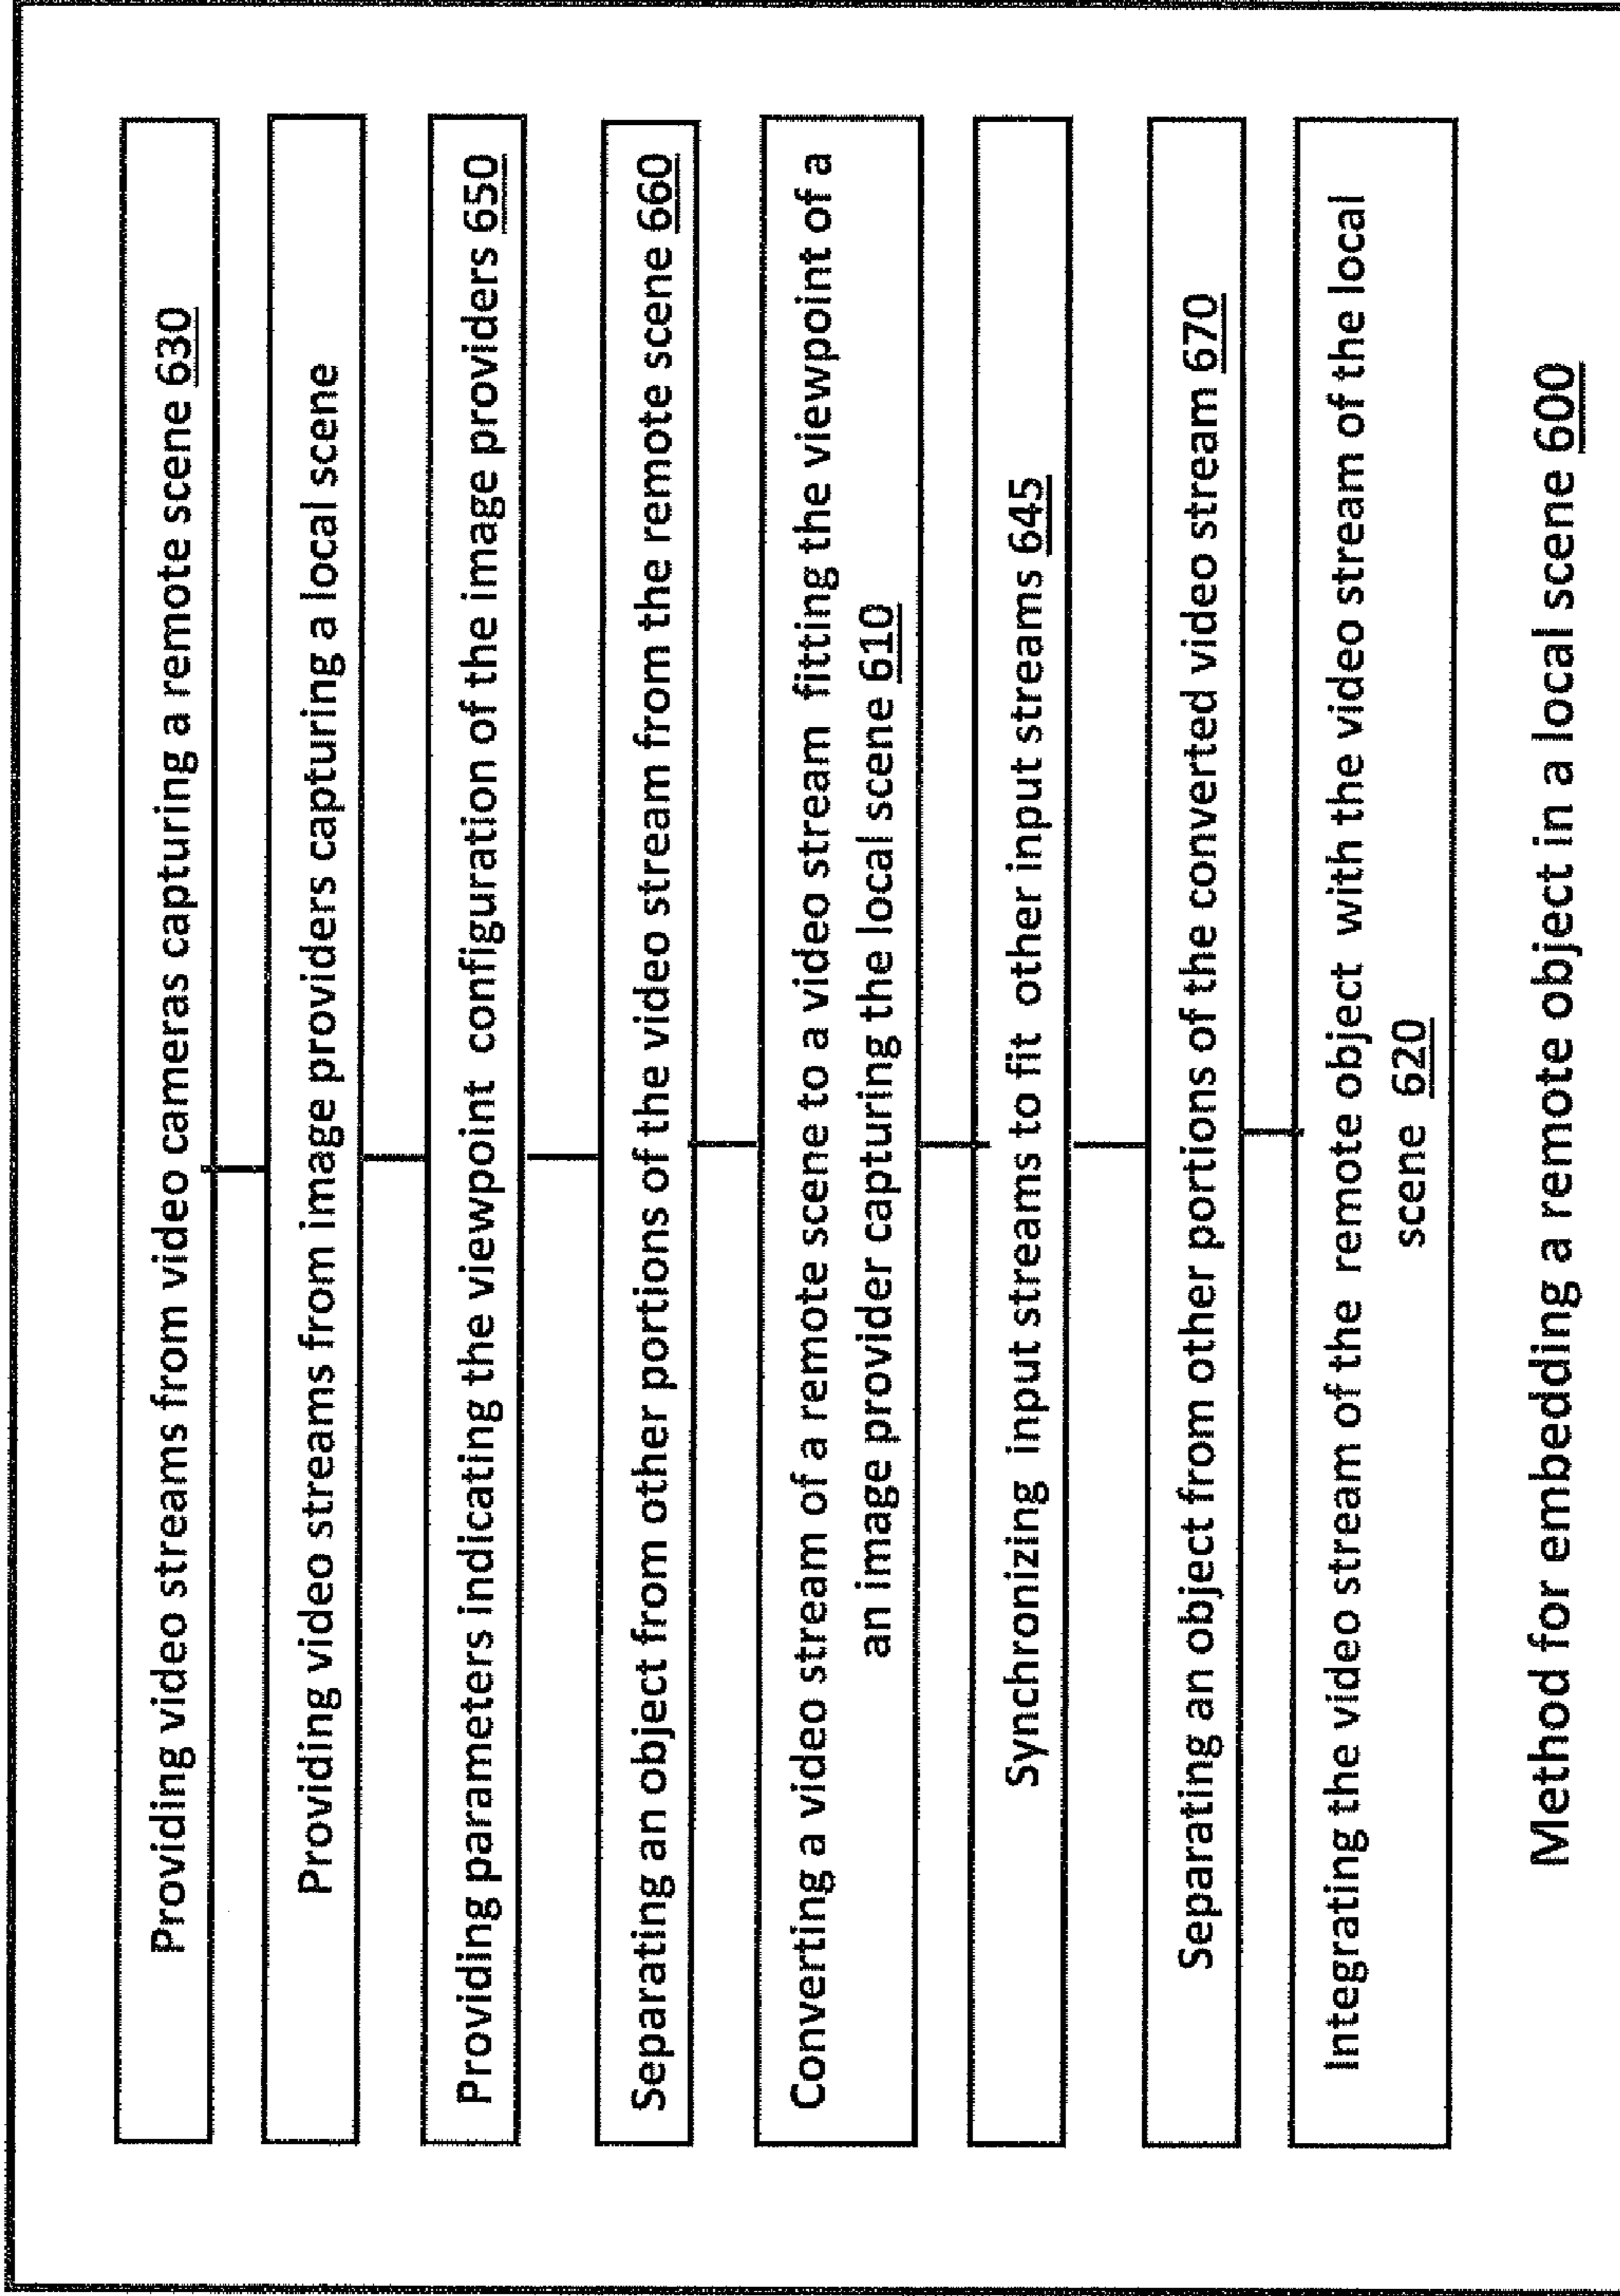 Providing video streams from video cameras capturing a remote scene 630
Providing video streams from image providers capturing a local scene
Providing parameters indicating the viewpoint configuration of the image providers 650
Separating an object from other portions of the video stream from the remote scene 660
Converting a video stream of a remote scene to a video stream fitting the viewpoint of a
an image provider capturing the local scene 610
Synchronizing input streams to fit other input streams 645
Separating an object from other portions of the converted video stream 670
Integrating the video stream of the remote object with the video stream of the local
scene 620
Method for embedding a remote object in a local scene 600